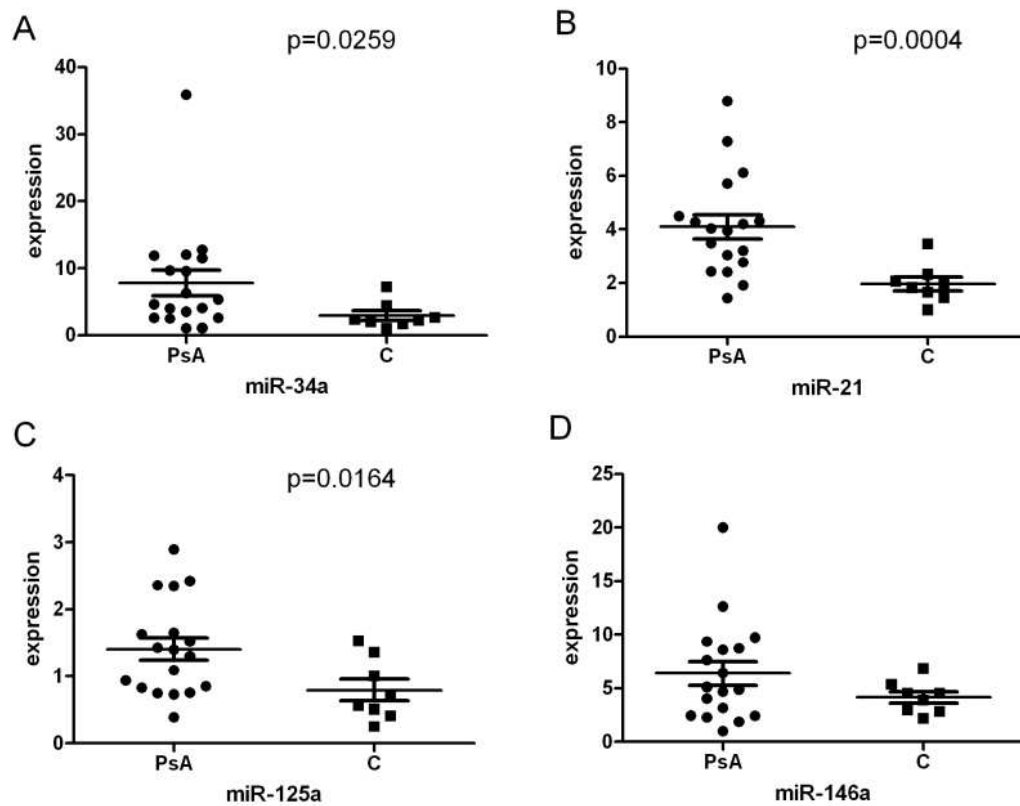 A
p=0.0259
expression
40
30
20
10
0
PsA
C
miR-34a
B
p=0.0004
expression
10
8
6
4
2
0
PsA
C
miR-21
C
p=0.0164
expression
4
3
2
1
0
PsA
C
miR-125a
D
expression
25
20
15
10
5
0
PsA
C
miR-146a